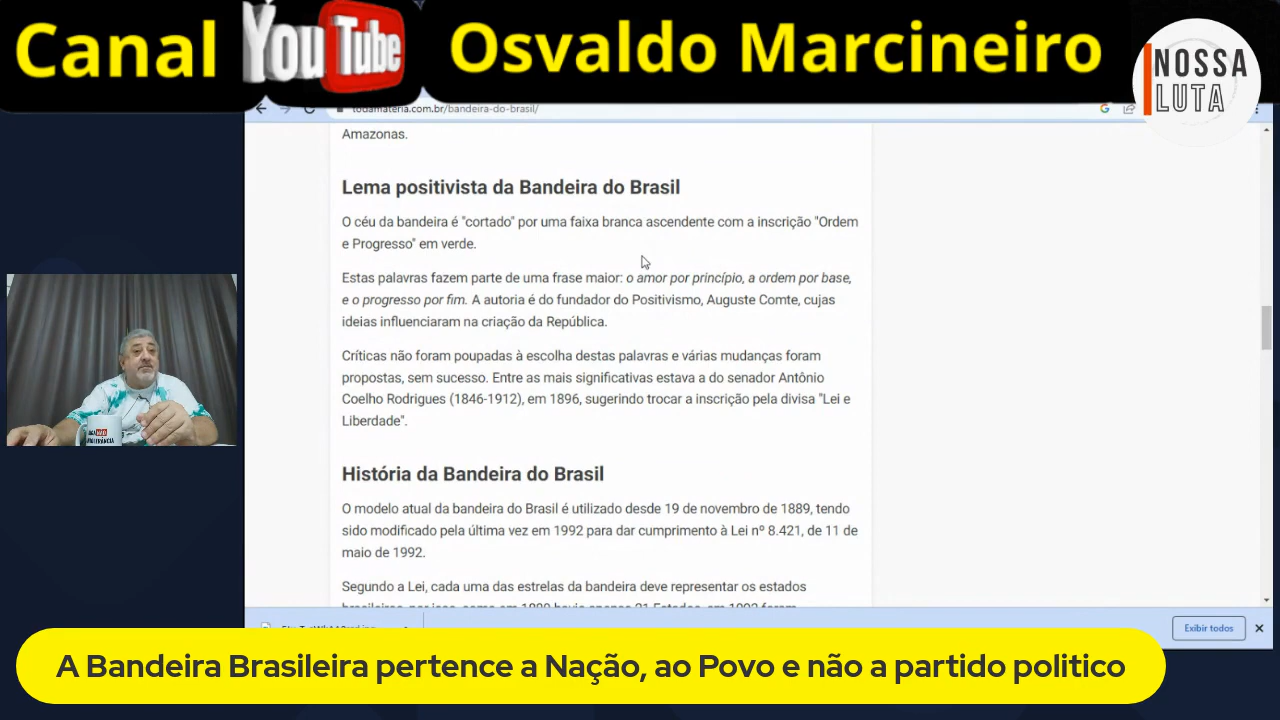 Canal YouTube Osvaldo Marcineiro
NOSSA
LUTA
todamateria.com.br/bandeira-do-brasil/
Amazonas.
Lema positivista da Bandeira do Brasil
O céu da bandeira é "cortado" por uma faixa branca ascendente com a inscrição "Ordem
e Progresso" em verde.
Estas palavras fazem parte de uma frase maior: o amor por princípio, a ordem por base,
e o progresso por fim. A autoria é do fundador do Positivismo, Auguste Comte, cujas
ideias influenciaram na criação da República.
Críticas não foram poupadas à escolha destas palavras e várias mudanças foram
propostas, sem sucesso. Entre as mais significativas estava a do senador Antônio
Coelho Rodrigues (1846-1912), em 1896, sugerindo trocar a inscrição pela divisa "Lei e
Liberdade".
História da Bandeira do Brasil
O modelo atual da bandeira do Brasil é utilizado desde 19 de novembro de 1889, tendo
sido modificado pela última vez em 1992 para dar cumprimento à Lei nº 8.421, de 11 de
maio de 1992.
Segundo a Lei, cada uma das estrelas da bandeira deve representar os estados
Exibir todos
A Bandeira Brasileira pertence a Nação, ao Povo e não a partido politico